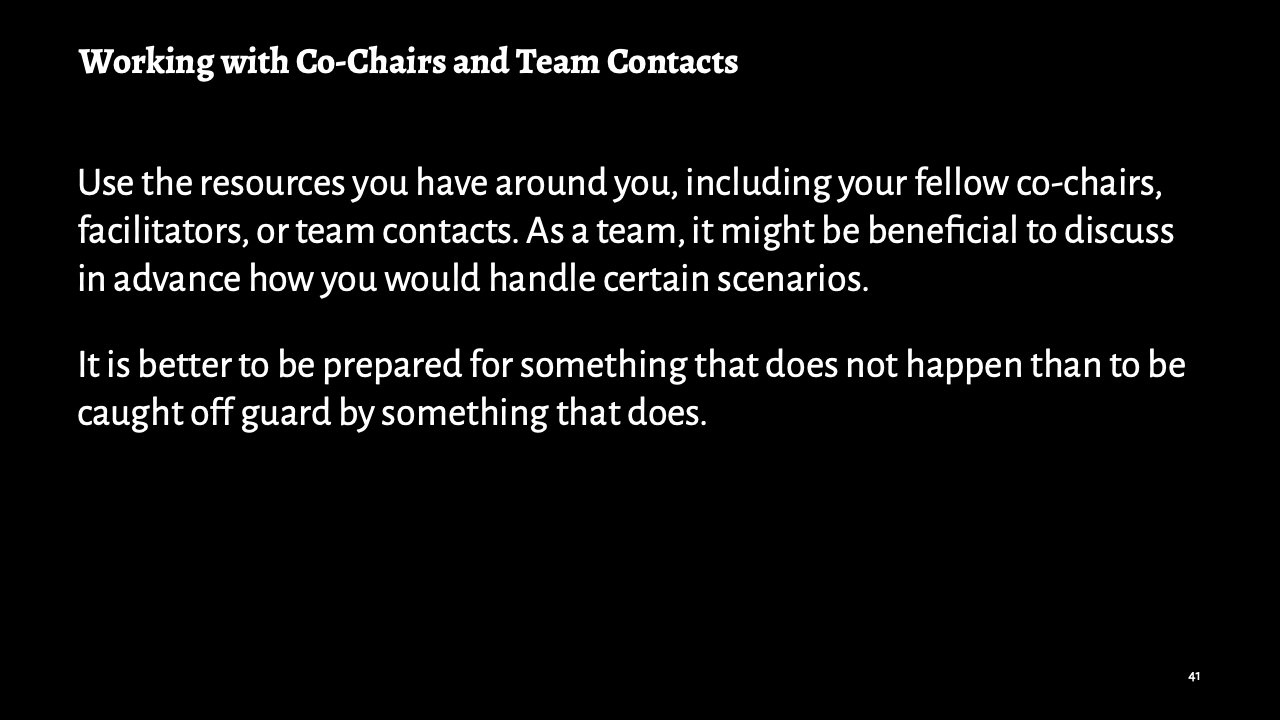 Working with Co-Chairs and Team Contacts
Use the resources you have around you, including your fellow co-chairs,
facilitators, or team contacts. As a team, it might be beneficial to discuss
in advance how you would handle certain scenarios.
It is better to be prepared for something that does not happen than to be
caught off guard by something that does.
41